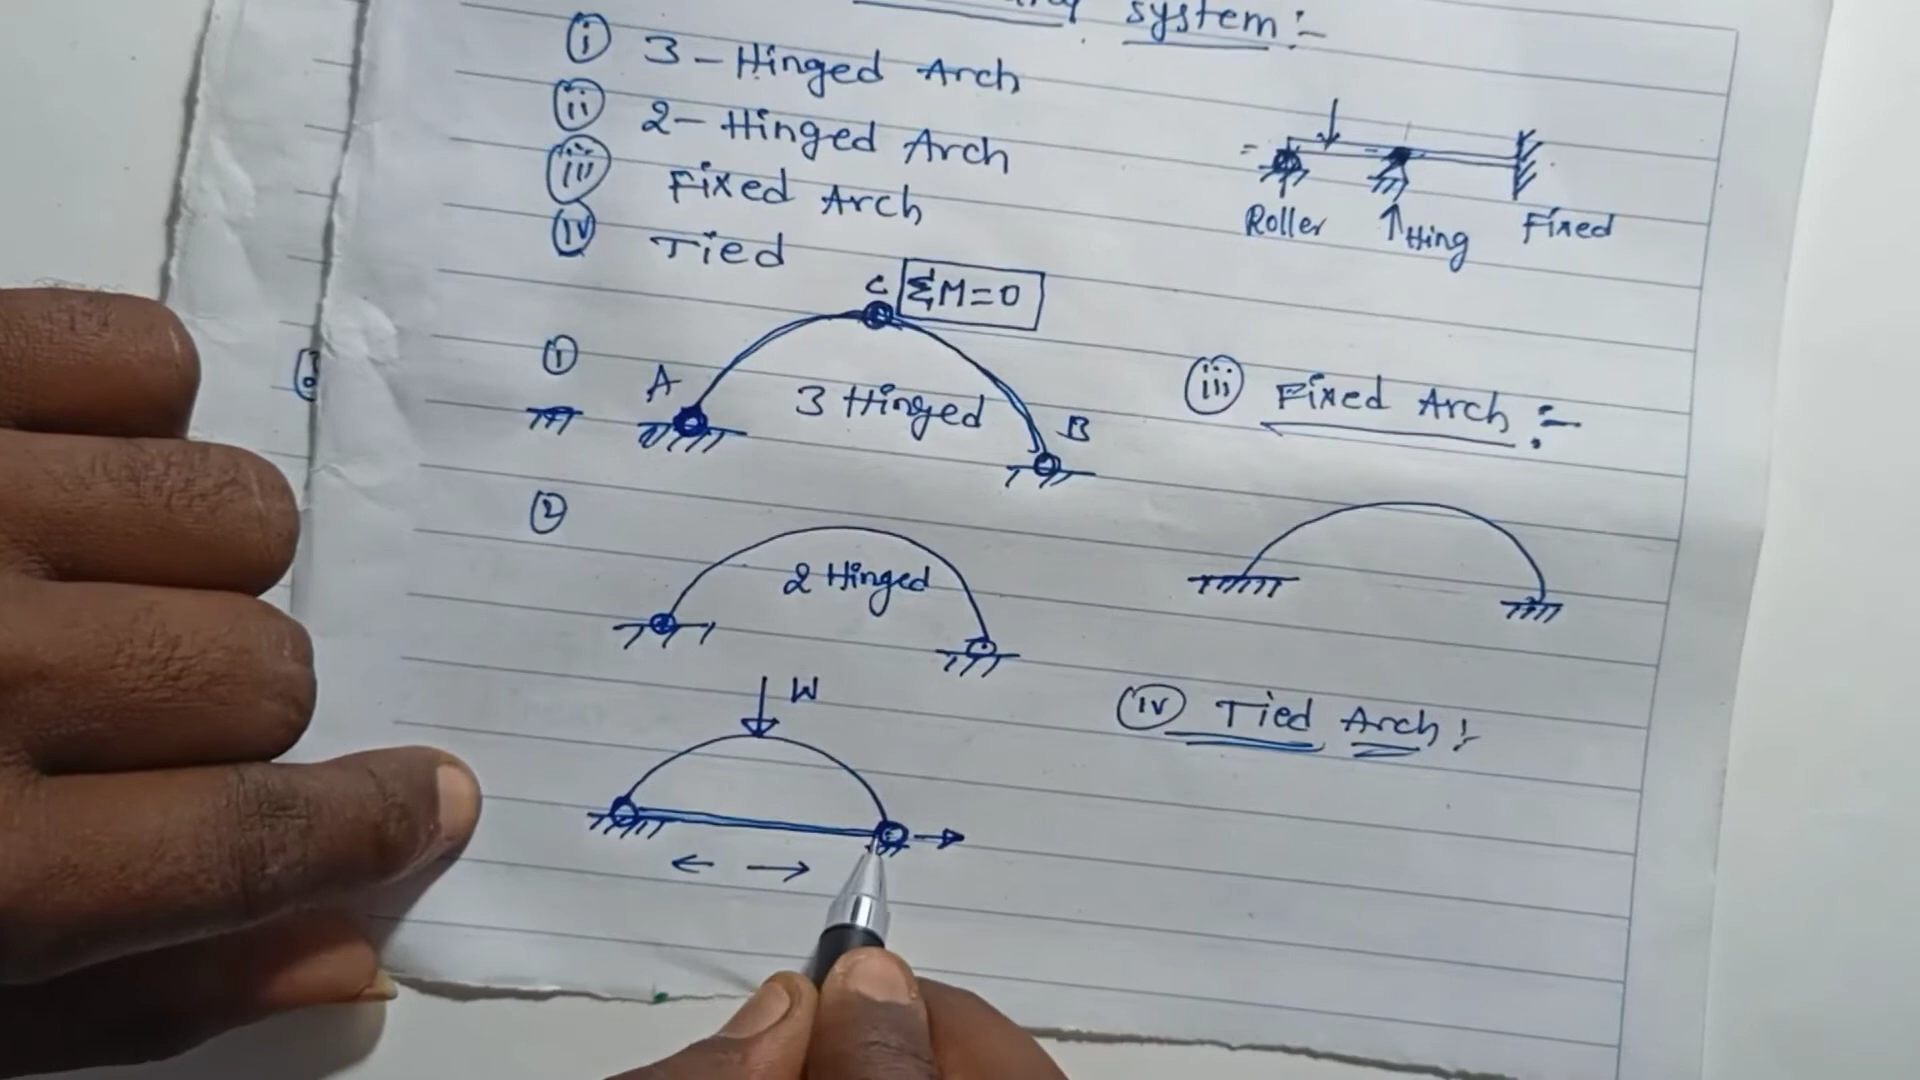 system :-
(i) 3-Hinged Arch
(ii) 2-Hinged Arch
(iii) Fixed Arch
(iv) Tied
Roller Hing Fixed
C ΣM=0
(1)
A 3 Hinged B
(iii) Fixed Arch :-
(2)
2 Hinged
W
(iv) Tied Arch :-